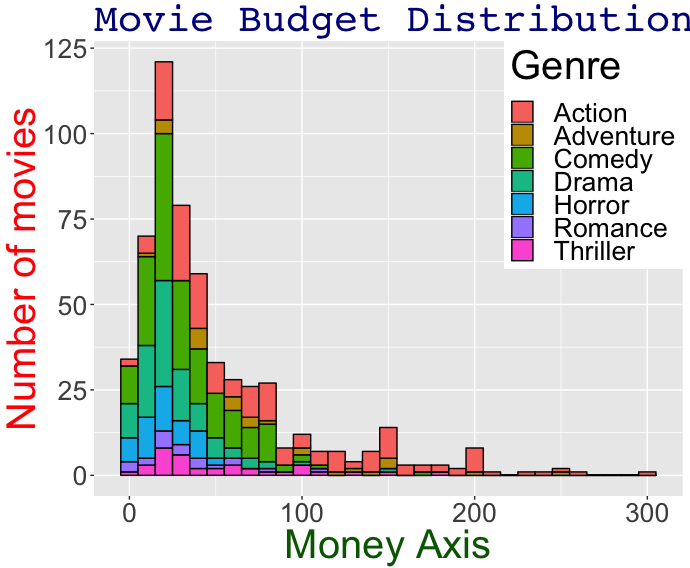 Movie Budget Distribution
Genre
Action
Adventure
Comedy
Drama
Horror
Romance
Thriller
Number of movies
125
100
75
50
25
0
0 100 200 300
Money Axis